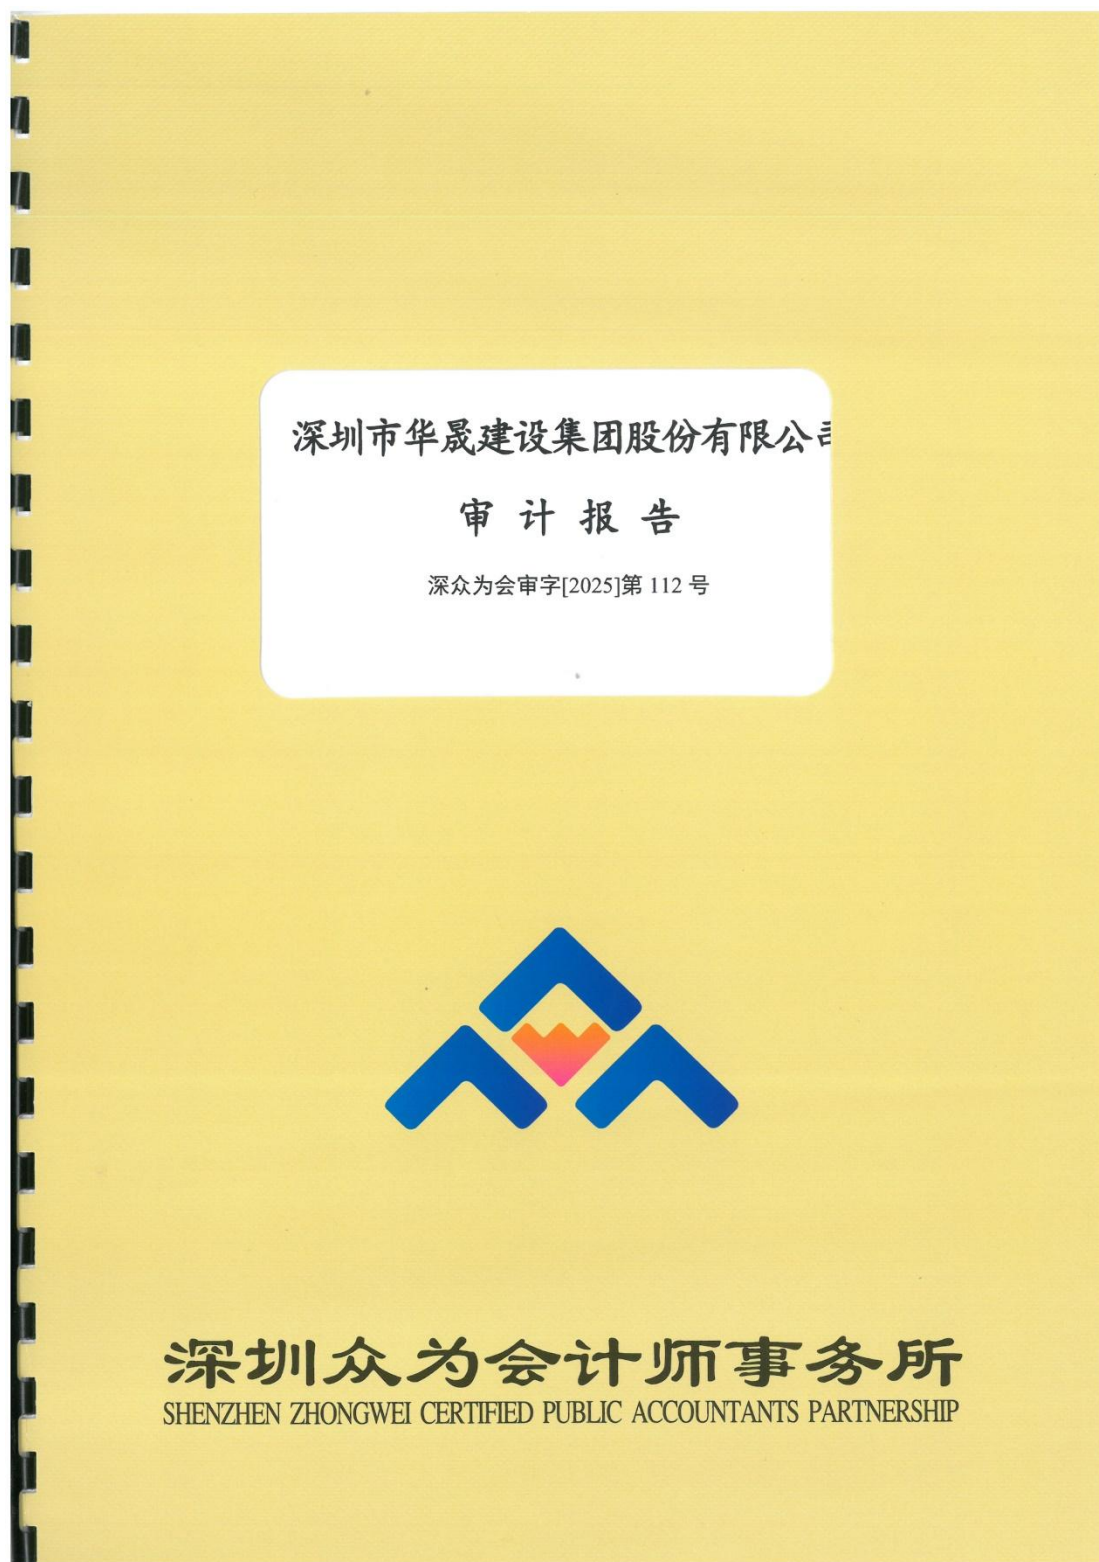 深圳市华晟建设集团股份有限公司
审计报告
深众为会审字[2025]第 112 号
深圳众为会计师事务所
SHENZHEN ZHONGWEI CERTIFIED PUBLIC ACCOUNTANTS PARTNERSHIP